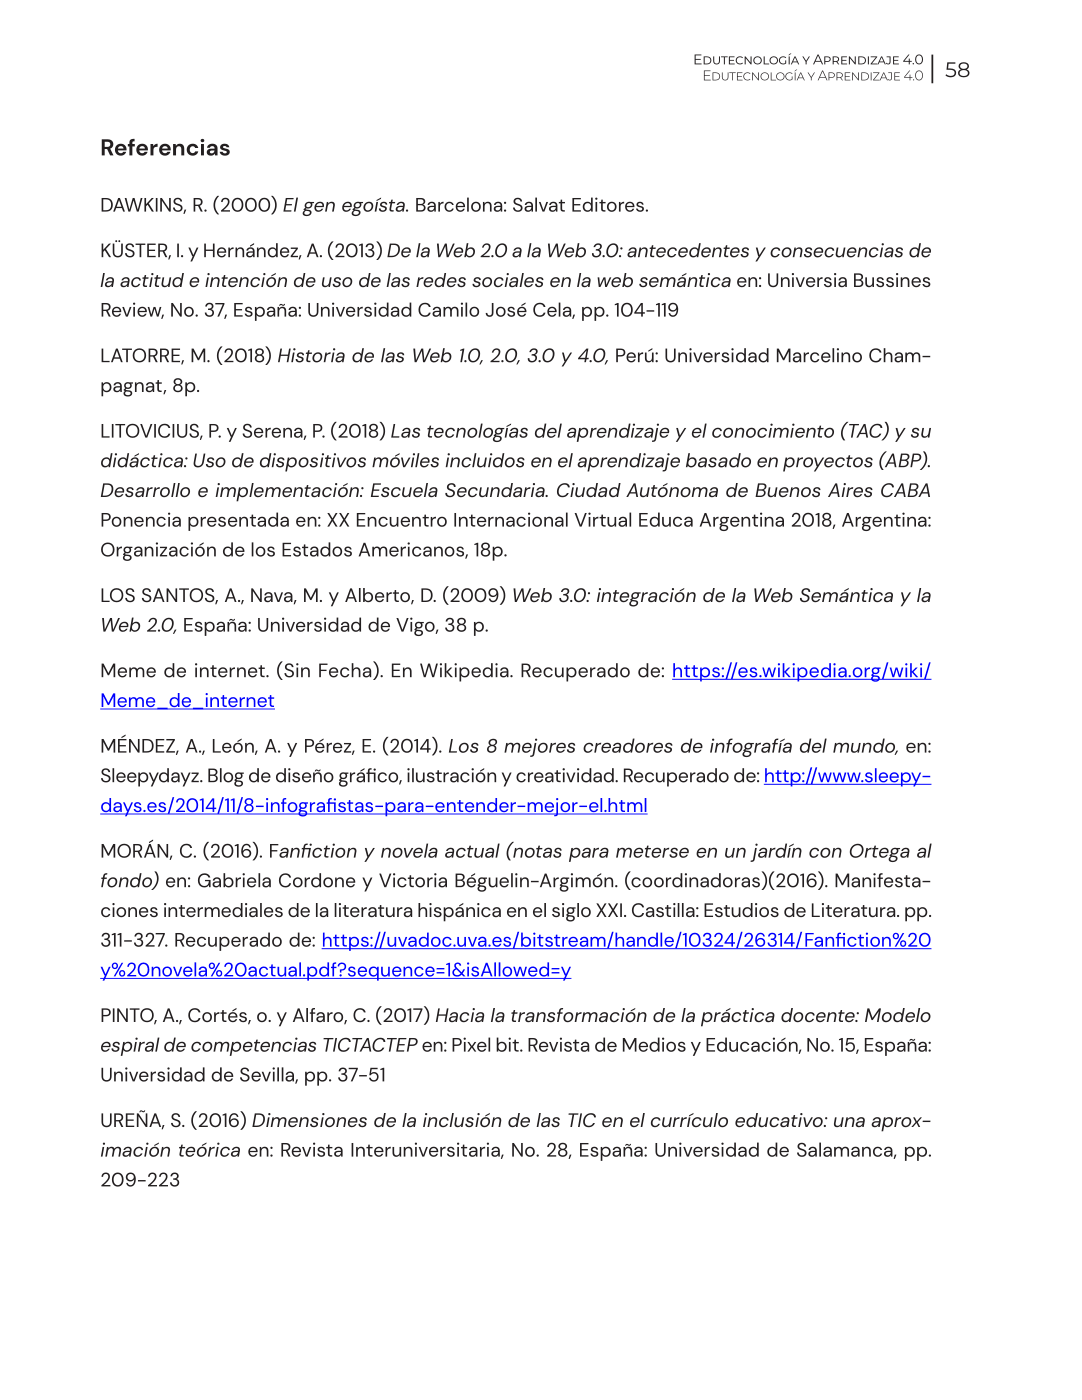 Edutecnología y Aprendizaje 4.0
Edutecnología y Aprendizaje 4.0
58
Referencias
DAWKINS, R. (2000) El gen egoísta. Barcelona: Salvat Editores.
KÜSTER, I. y Hernández, A. (2013) De la Web 2.0 a la Web 3.0: antecedentes y consecuencias de
la actitud e intención de uso de las redes sociales en la web semántica en: Universia Bussines
Review, No. 37, España: Universidad Camilo José Cela, pp. 104-119
LATORRE, M. (2018) Historia de las Web 1.0, 2.0, 3.0 y 4.0, Perú: Universidad Marcelino Cham-
pagnat, 8p.
LITOVICIUS, P. y Serena, P. (2018) Las tecnologías del aprendizaje y el conocimiento (TAC) y su
didáctica: Uso de dispositivos móviles incluidos en el aprendizaje basado en proyectos (ABP).
Desarrollo e implementación: Escuela Secundaria. Ciudad Autónoma de Buenos Aires CABA
Ponencia presentada en: XX Encuentro Internacional Virtual Educa Argentina 2018, Argentina:
Organización de los Estados Americanos, 18p.
LOS SANTOS, A., Nava, M. y Alberto, D. (2009) Web 3.0: integración de la Web Semántica y la
Web 2.0, España: Universidad de Vigo, 38 p.
Meme de internet. (Sin Fecha). En Wikipedia. Recuperado de: https://es.wikipedia.org/wiki/
Meme_de_internet
MÉNDEZ, A., León, A. y Pérez, E. (2014). Los 8 mejores creadores de infografía del mundo, en:
Sleepydayz. Blog de diseño gráfico, ilustración y creatividad. Recuperado de: http://www.sleepy-
days.es/2014/11/8-infografistas-para-entender-mejor-el.html
MORÁN, C. (2016). Fanfiction y novela actual (notas para meterse en un jardín con Ortega al
fondo) en: Gabriela Cordone y Victoria Béguelin-Argimón. (coordinadoras)(2016). Manifesta-
ciones intermediales de la literatura hispánica en el siglo XXI. Castilla: Estudios de Literatura. pp.
311-327. Recuperado de: https://uvadoc.uva.es/bitstream/handle/10324/26314/Fanfiction%20
y%20novela%20actual.pdf?sequence=1&isAllowed=y
PINTO, A., Cortés, o. y Alfaro, C. (2017) Hacia la transformación de la práctica docente: Modelo
espiral de competencias TICTACTEP en: Pixel bit. Revista de Medios y Educación, No. 15, España:
Universidad de Sevilla, pp. 37-51
UREÑA, S. (2016) Dimensiones de la inclusión de las TIC en el currículo educativo: una aprox-
imación teórica en: Revista Interuniversitaria, No. 28, España: Universidad de Salamanca, pp.
209-223